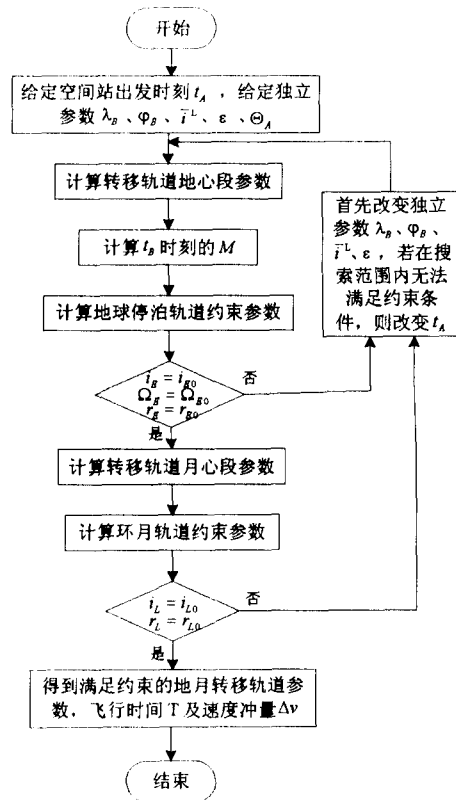 开始
给定空间站出发时刻 t_A ，给定独立
参数 λ_B 、φ_B 、i̅^L 、ε 、Θ_A
计算转移轨道地心段参数
计算 t_B 时刻的 M
计算地球停泊轨道约束参数
i_E = i_E0
Ω_E = Ω_E0
r_E = r_E0
否
是
首先改变独立
参数 λ_B、φ_B、
i̅^L、ε ，若在搜
索范围内无法
满足约束条
件，则改变 t_A
计算转移轨道月心段参数
计算环月轨道约束参数
i_L = i_L0
r_L = r_L0
否
是
得到满足约束的地月转移轨道参
数，飞行时间 T 及速度冲量 Δv
结束